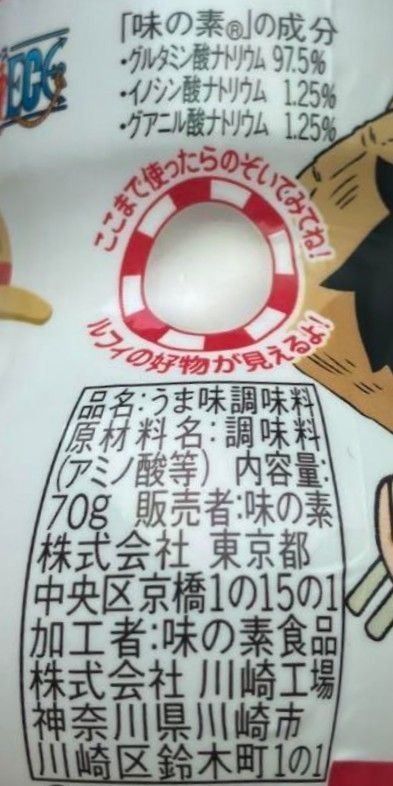 「味の素®」の成分
・グルタミン酸ナトリウム 97.5%
・イノシン酸ナトリウム 1.25%
・グアニル酸ナトリウム 1.25%
ここまで使ったらのぞいてみてね!
ルフィの好物が見えるよ!
品名:うま味調味料
原材料名:調味料
(アミノ酸等) 内容量:
70g 販売者:味の素
株式会社 東京都
中央区京橋1の15の1
加工者:味の素食品
株式会社 川崎工場
神奈川県川崎市
川崎区鈴木町1の1